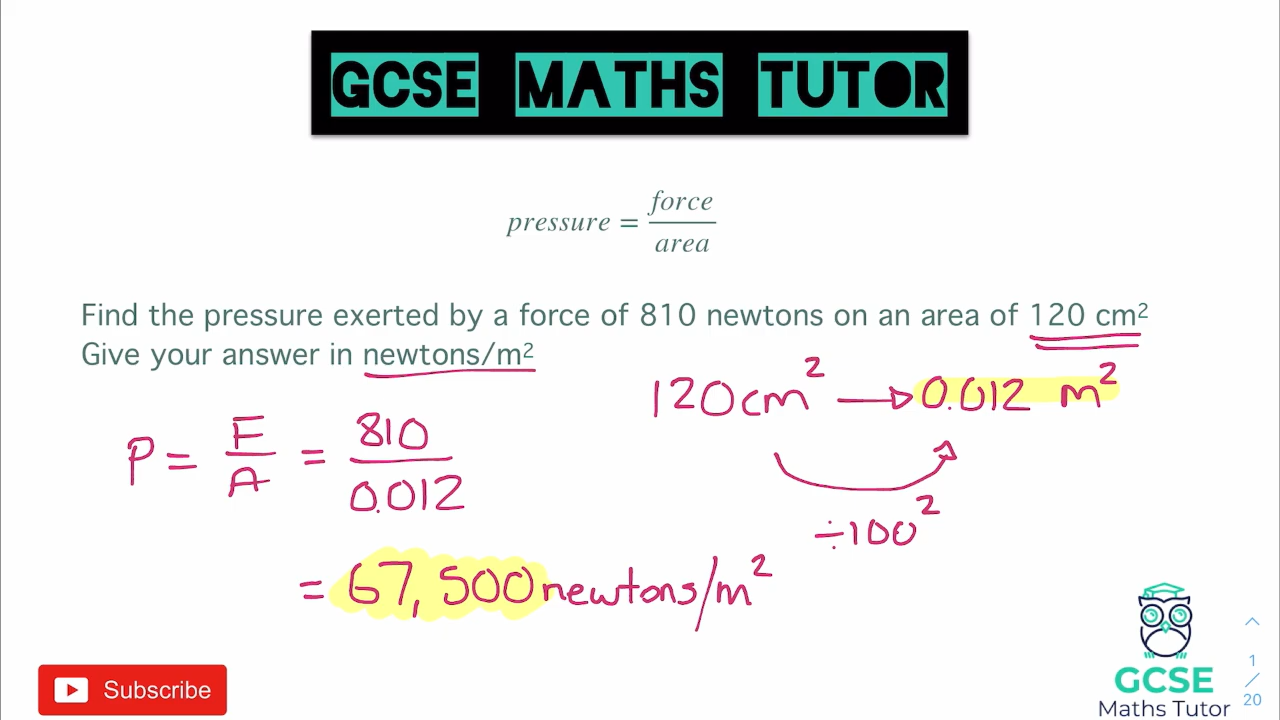 GCSE MATHS TUTOR
pressure = force/area
Find the pressure exerted by a force of 810 newtons on an area of 120 cm²
Give your answer in newtons/m²
120cm² → 0.012 m²
÷100²
P = F/A = 810/0.012
= 67,500 newtons/m²
Subscribe
GCSE
Maths Tutor
1
/
20